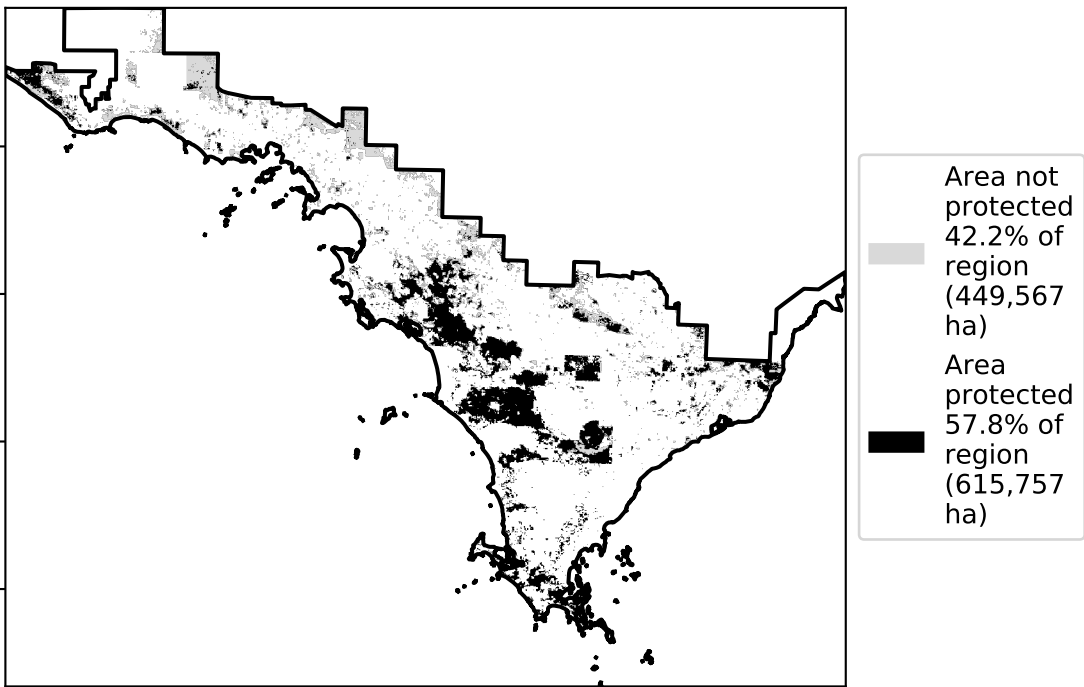 Area not
protected
42.2% of
region
(449,567
ha)
Area
protected
57.8% of
region
(615,757
ha)